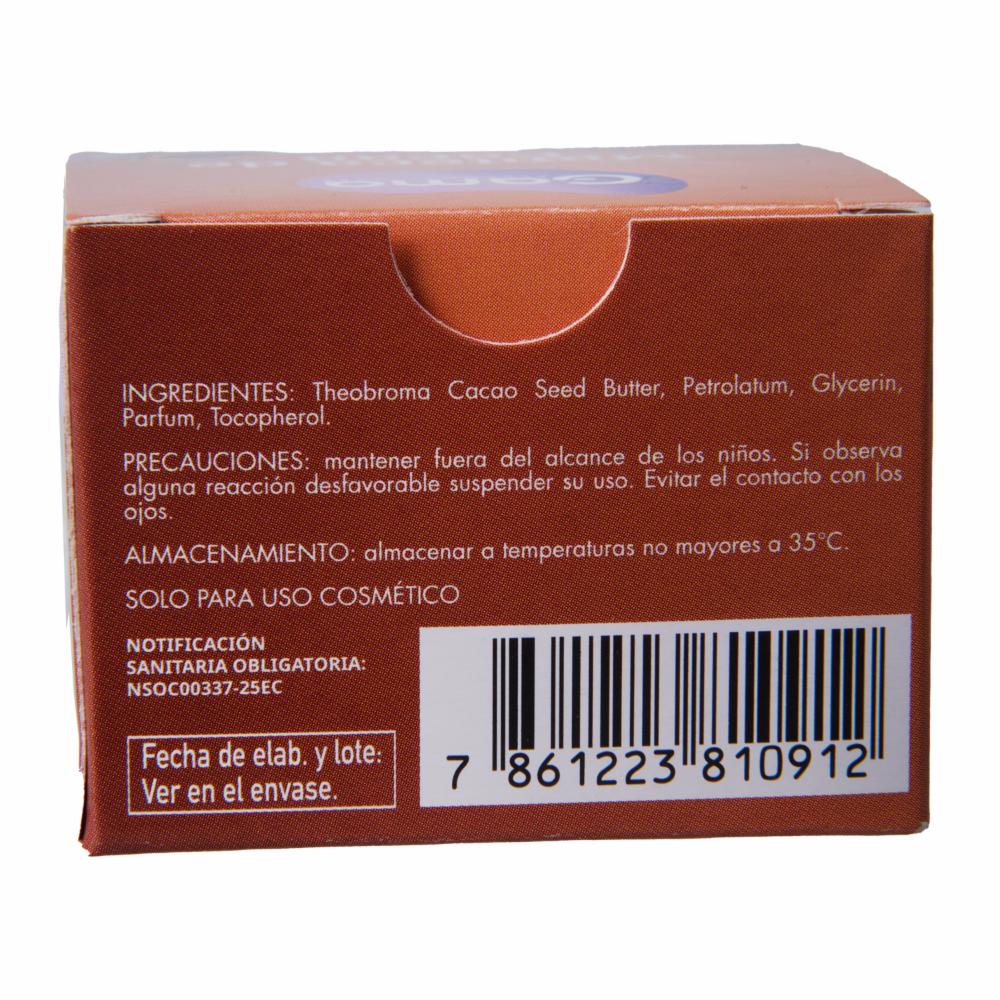 Gama
INGREDIENTES: Theobroma Cacao Seed Butter, Petrolatum, Glycerin,
Parfum, Tocopherol.
PRECAUCIONES: mantener fuera del alcance de los niños. Si observa
alguna reacción desfavorable suspender su uso. Evitar el contacto con los
ojos.
ALMACENAMIENTO: almacenar a temperaturas no mayores a 35°C.
SOLO PARA USO COSMÉTICO
NOTIFICACIÓN
SANITARIA OBLIGATORIA:
NSOC00337-25EC
Fecha de elab. y lote:
Ver en el envase.
7 861223 810912